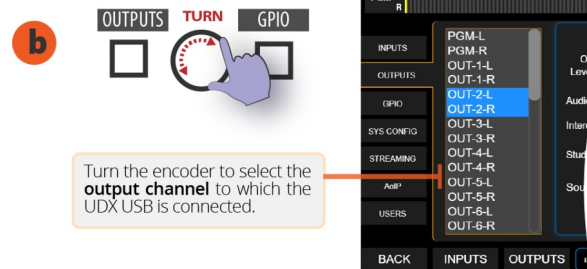 b
OUTPUTS
TURN
GPIO
Turn the encoder to select the
output channel to which the
UDX USB is connected.
R
INPUTS
OUTPUTS
GPIO
SYS CONFIG
STREAMING
AoIP
USERS
PGM-L
PGM-R
OUT-1-L
OUT-1-R
OUT-2-L
OUT-2-R
OUT-3-L
OUT-3-R
OUT-4-L
OUT-4-R
OUT-5-L
OUT-5-R
OUT-6-L
OUT-6-R
BACK
INPUTS
OUTPUTS